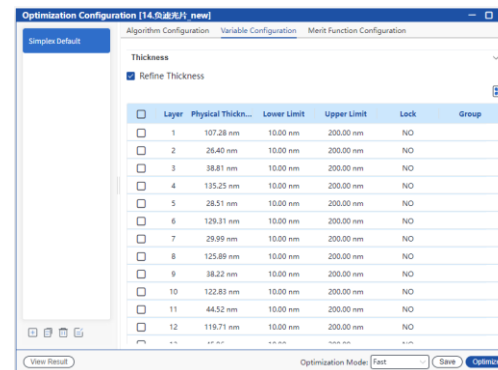 Optimization Configuration [14.负滤光片_new]
Simplex Default
Algorithm Configuration Variable Configuration Merit Function Configuration
Thickness
Refine Thickness
Layer Physical Thickn... Lower Limit Upper Limit Lock Group
1 107.28 nm 10.00 nm 200.00 nm NO
2 26.40 nm 10.00 nm 200.00 nm NO
3 38.81 nm 10.00 nm 200.00 nm NO
4 135.25 nm 10.00 nm 200.00 nm NO
5 28.51 nm 10.00 nm 200.00 nm NO
6 129.31 nm 10.00 nm 200.00 nm NO
7 29.99 nm 10.00 nm 200.00 nm NO
8 125.89 nm 10.00 nm 200.00 nm NO
9 38.22 nm 10.00 nm 200.00 nm NO
10 122.83 nm 10.00 nm 200.00 nm NO
11 44.52 nm 10.00 nm 200.00 nm NO
12 119.71 nm 10.00 nm 200.00 nm NO
View Result Optimization Mode: Fast Save Optimize